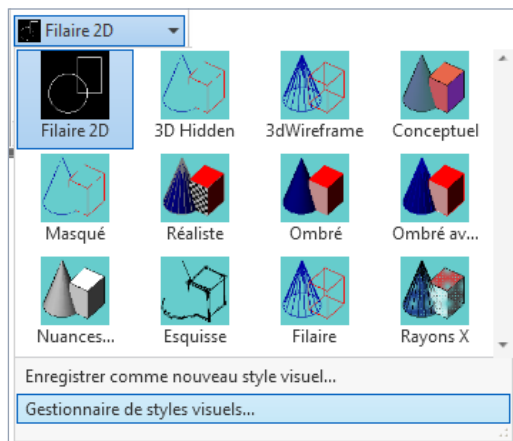 Filaire 2D
Filaire 2D 3D Hidden 3dWireframe Conceptuel
Masqué Réaliste Ombré Ombré av...
Nuances... Esquisse Filaire Rayons X
Enregistrer comme nouveau style visuel...
Gestionnaire de styles visuels...